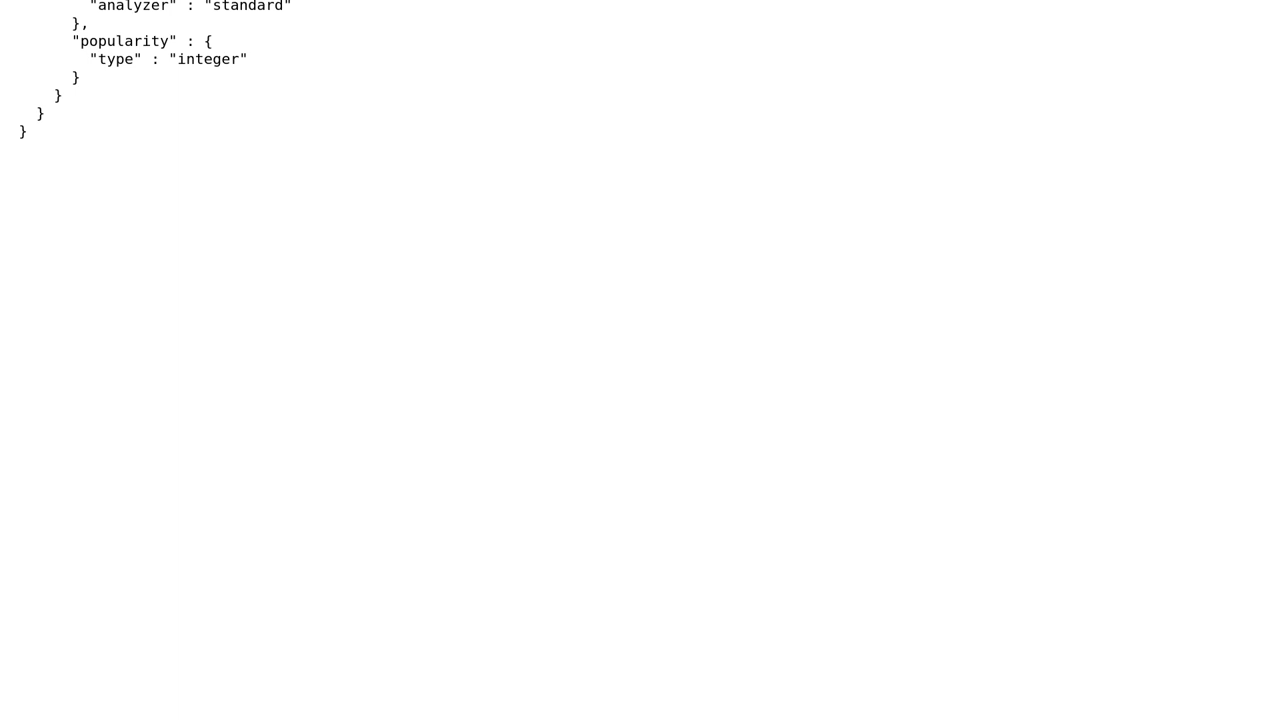 "analyzer" : "standard"
},
"popularity" : {
"type" : "integer"
}
}
}
}